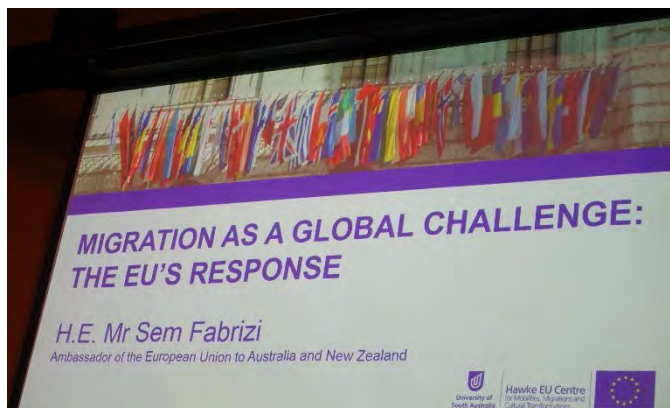 MIGRATION AS A GLOBAL CHALLENGE:
THE EU'S RESPONSE
H.E. Mr Sem Fabrizi
Ambassador of the European Union to Australia and New Zealand
University of
South Australia
Hawke EU Centre
for Mobilities, Migrations and
Cultural Transformations